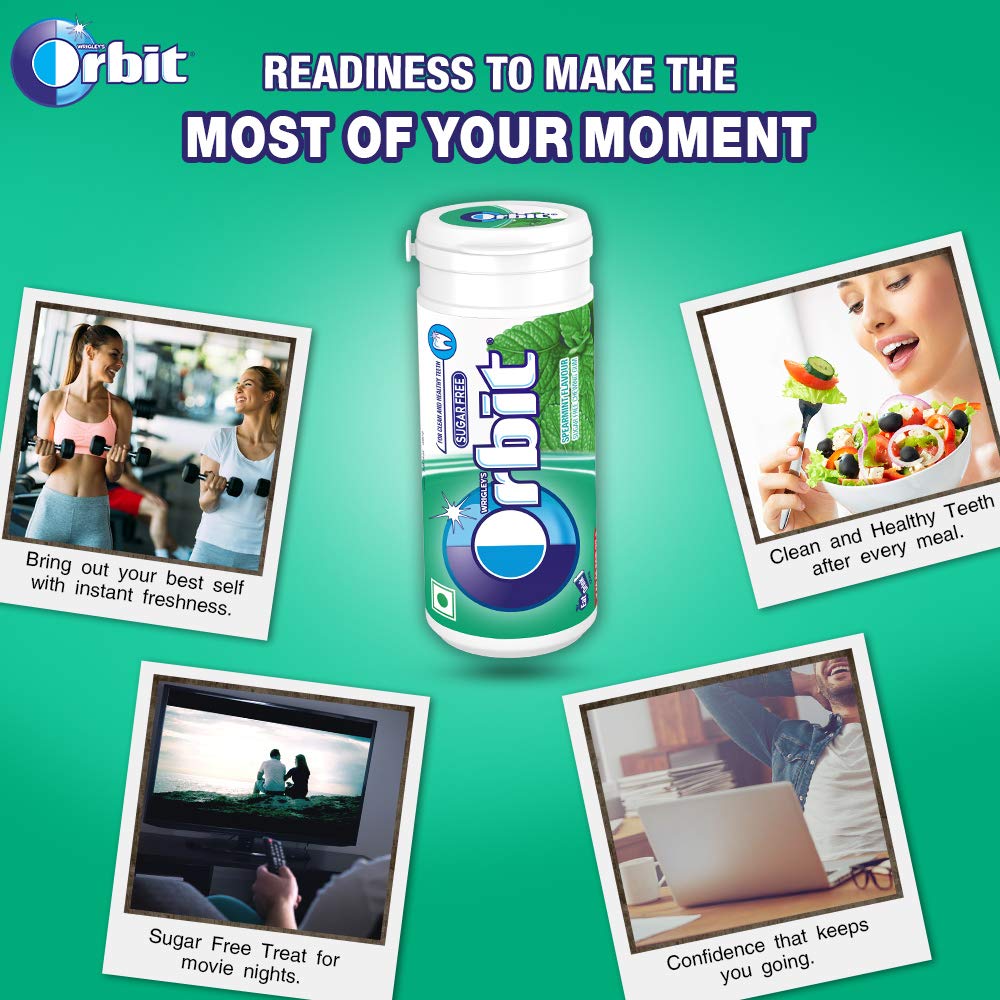 WRIGLEY'S
Orbit
READINESS TO MAKE THE
MOST OF YOUR MOMENT
Orbit
FOR CLEAN AND HEALTHY TEETH
SUGAR FREE
WRIGLEY'S
Orbit
SPEARMINT FLAVOUR
Bring out your best self
with instant freshness.
Clean and Healthy Teeth
after every meal.
Sugar Free Treat for
movie nights.
Confidence that keeps
you going.